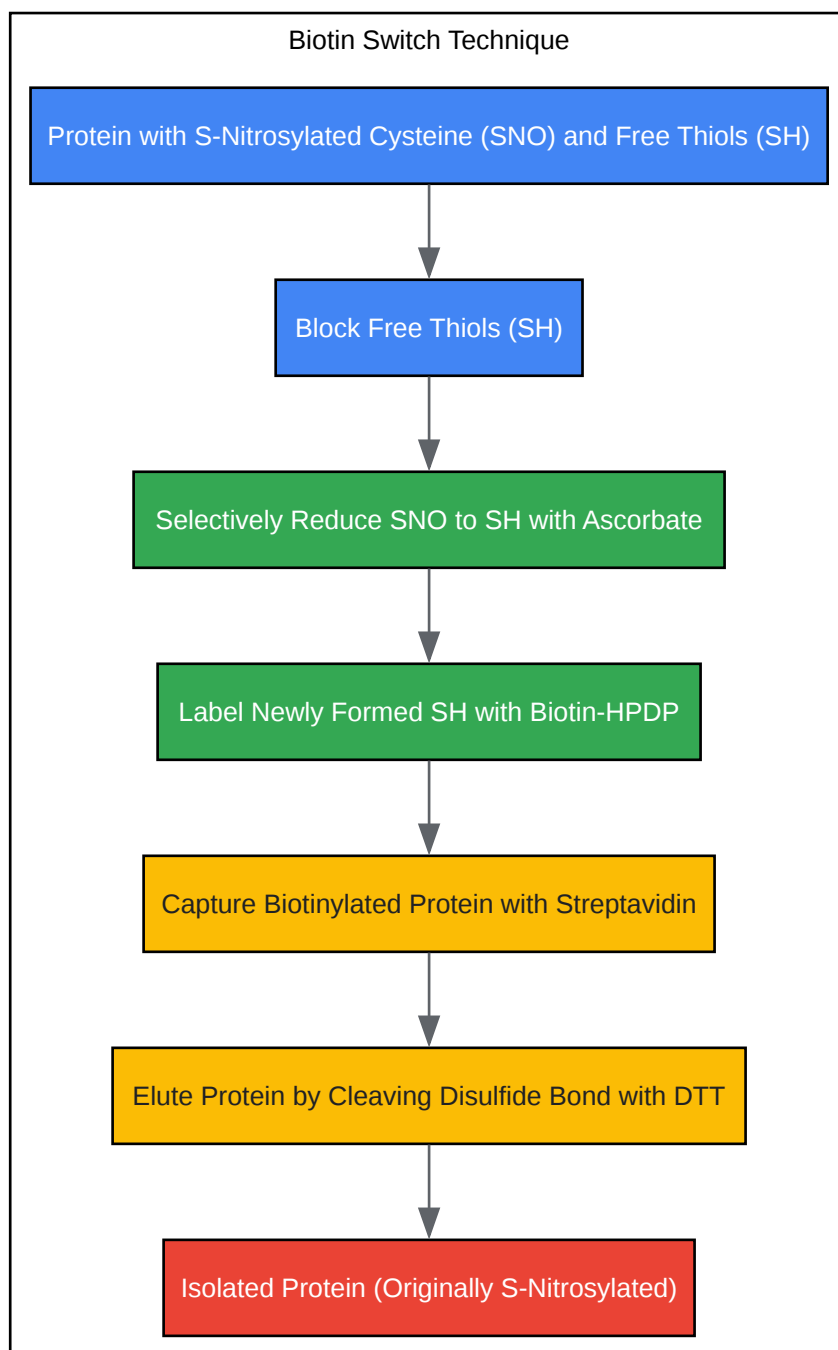 Biotin Switch Technique
Protein with S-Nitrosylated Cysteine (SNO) and Free Thiols (SH)
Block Free Thiols (SH)
Selectively Reduce SNO to SH with Ascorbate
Label Newly Formed SH with Biotin-HPDP
Capture Biotinylated Protein with Streptavidin
Elute Protein by Cleaving Disulfide Bond with DTT
Isolated Protein (Originally S-Nitrosylated)